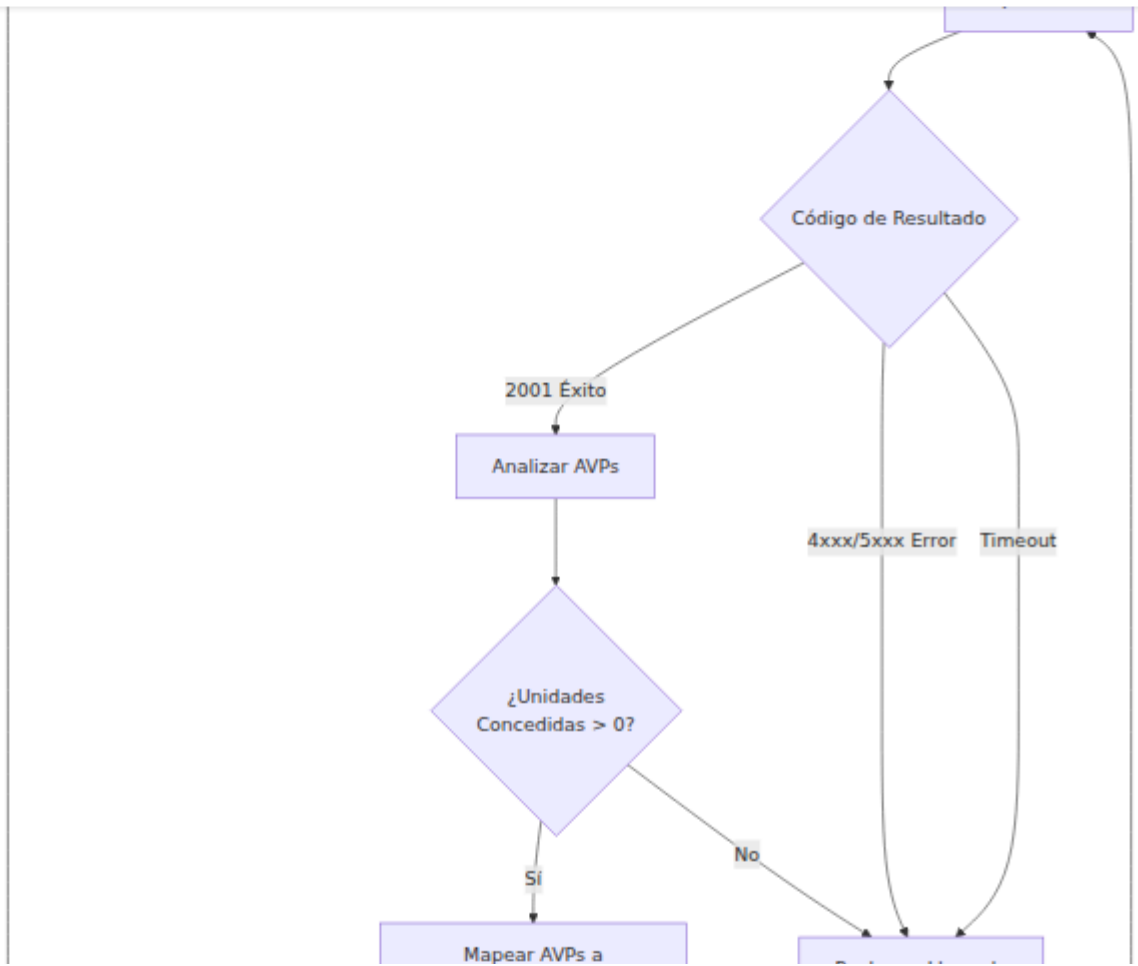 Código de Resultado
2001 Éxito
Analizar AVPs
4xxx/5xxx Error
Timeout
¿Unidades
Concedidas > 0?
No
Sí
Mapear AVPs a